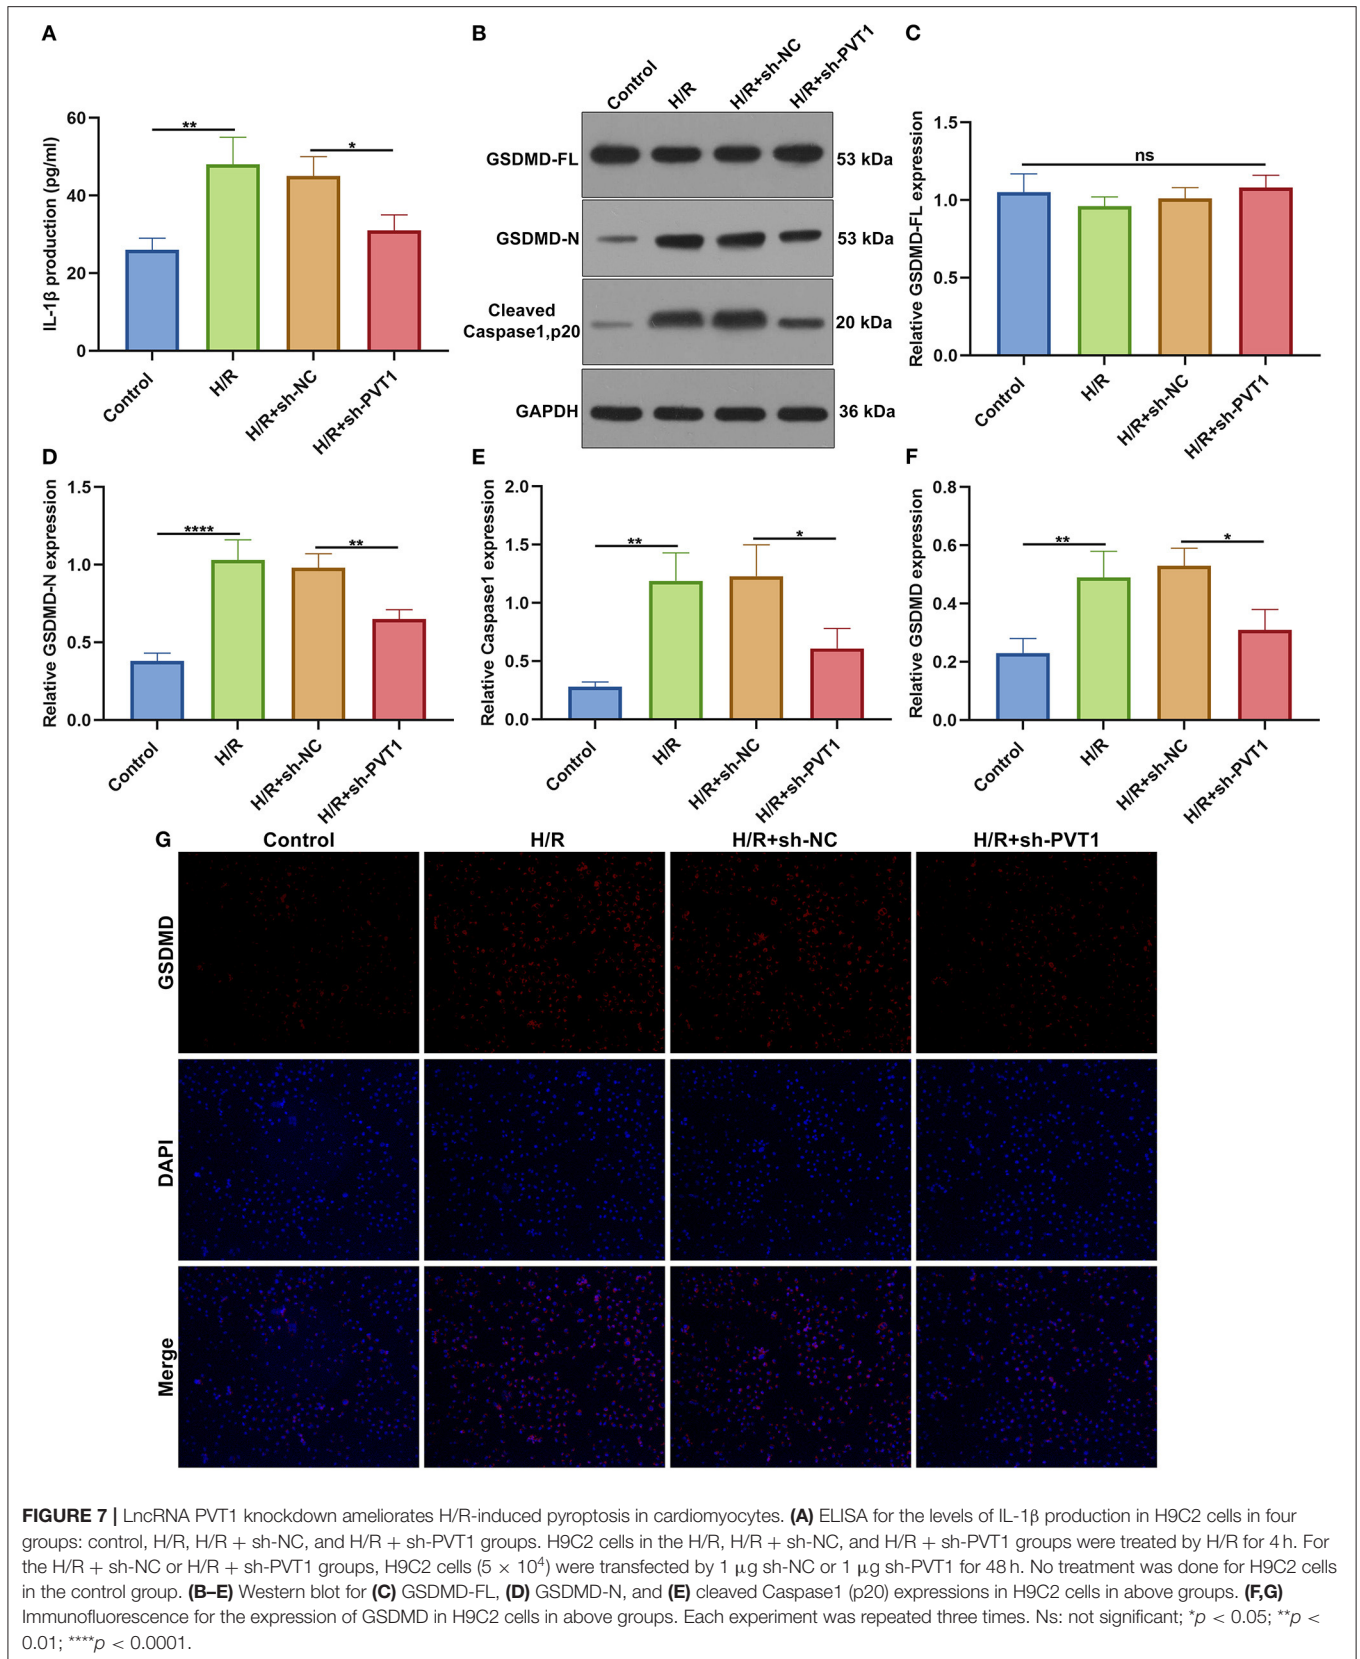 A
IL-1β production (pg/ml)
60
40
20
0
**
*
Control
H/R
H/R+sh-NC
H/R+sh-PVT1
B
Control
H/R
H/R+sh-NC
H/R+sh-PVT1
GSDMD-FL
53 kDa
GSDMD-N
53 kDa
Cleaved
Caspase1,p20
20 kDa
GAPDH
36 kDa
C
Relative GSDMD-FL expression
1.5
1.0
0.5
0.0
ns
Control
H/R
H/R+sh-NC
H/R+sh-PVT1
D
Relative GSDMD-N expression
1.5
1.0
0.5
0.0
****
**
Control
H/R
H/R+sh-NC
H/R+sh-PVT1
E
Relative Caspase1 expression
2.0
1.5
1.0
0.5
0.0
**
*
Control
H/R
H/R+sh-NC
H/R+sh-PVT1
F
Relative GSDMD expression
0.8
0.6
0.4
0.2
0.0
**
*
Control
H/R
H/R+sh-NC
H/R+sh-PVT1
G
Control
H/R
H/R+sh-NC
H/R+sh-PVT1
GSDMD
DAPI
Merge
FIGURE 7 | LncRNA PVT1 knockdown ameliorates H/R-induced pyroptosis in cardiomyocytes. (A) ELISA for the levels of IL-1β production in H9C2 cells in four
groups: control, H/R, H/R + sh-NC, and H/R + sh-PVT1 groups. H9C2 cells in the H/R, H/R + sh-NC, and H/R + sh-PVT1 groups were treated by H/R for 4 h. For
the H/R + sh-NC or H/R + sh-PVT1 groups, H9C2 cells (5 × 10⁴) were transfected by 1 μg sh-NC or 1 μg sh-PVT1 for 48 h. No treatment was done for H9C2 cells
in the control group. (B–E) Western blot for (C) GSDMD-FL, (D) GSDMD-N, and (E) cleaved Caspase1 (p20) expressions in H9C2 cells in above groups. (F,G)
Immunofluorescence for the expression of GSDMD in H9C2 cells in above groups. Each experiment was repeated three times. Ns: not significant; *p < 0.05; **p <
0.01; ****p < 0.0001.